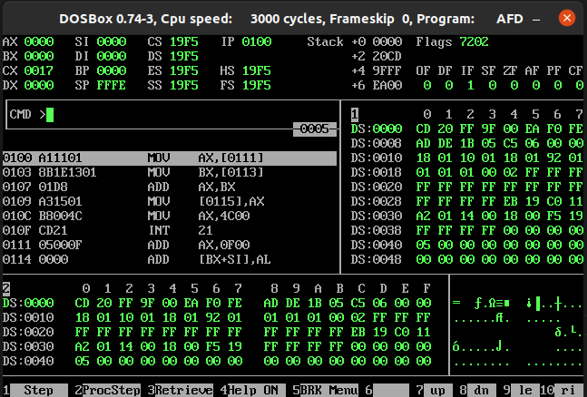 DOSBox 0.74-3, Cpu speed: 3000 cycles, Frameskip 0, Program: AFD
AX 0000 SI 0000 CS 19F5 IP 0100 Stack +0 0000 Flags 7202
BX 0000 DI 0000 DS 19F5 +2 20CD
CX 0017 BP 0000 ES 19F5 HS 19F5 +4 9FFF OF DF IF SF ZF AF PF CF
DX 0000 SP FFFE SS 19F5 FS 19F5 +6 EA00 0 0 1 0 0 0 0 0
CMD >
0005
0100 A11101 MOV AX,[0111]
0103 8B1E1301 MOV BX,[0113]
0107 01D8 ADD AX,BX
0109 A31501 MOV [0115],AX
010C B8004C MOV AX,4C00
010F CD21 INT 21
0111 05000F ADD AX,0F00
0114 0000 ADD [BX+SI],AL
1 0 1 2 3 4 5 6 7
DS:0000 CD 20 FF 9F 00 EA F0 FE
DS:0008 AD DE 1B 05 C5 06 00 00
DS:0010 18 01 10 01 18 01 92 01
DS:0018 01 01 01 00 02 FF FF FF
DS:0020 FF FF FF FF FF FF FF FF
DS:0028 FF FF FF FF EB 19 C0 11
DS:0030 A2 01 14 00 18 00 F5 19
DS:0038 FF FF FF FF 00 00 00 00
DS:0040 05 00 00 00 00 00 00 00
DS:0048 00 00 00 00 00 00 00 00
2 0 1 2 3 4 5 6 7 8 9 A B C D E F
DS:0000 CD 20 FF 9F 00 EA F0 FE AD DE 1B 05 C5 06 00 00 = ƒ.Ω≡■ ¡▐..┼...
DS:0010 18 01 10 01 18 01 92 01 01 01 01 00 02 FF FF FF
DS:0020 FF FF FF FF FF FF FF FF FF FF FF FF EB 19 C0 11 δ.└.
DS:0030 A2 01 14 00 18 00 F5 19 FF FF FF FF 00 00 00 00 ó.....⌡. ....
DS:0040 05 00 00 00 00 00 00 00 00 00 00 00 00 00 00 00 ................
1 Step 2ProcStep 3Retrieve 4Help ON 5BRK Menu 6 7 up 8 dn 9 le 10 ri